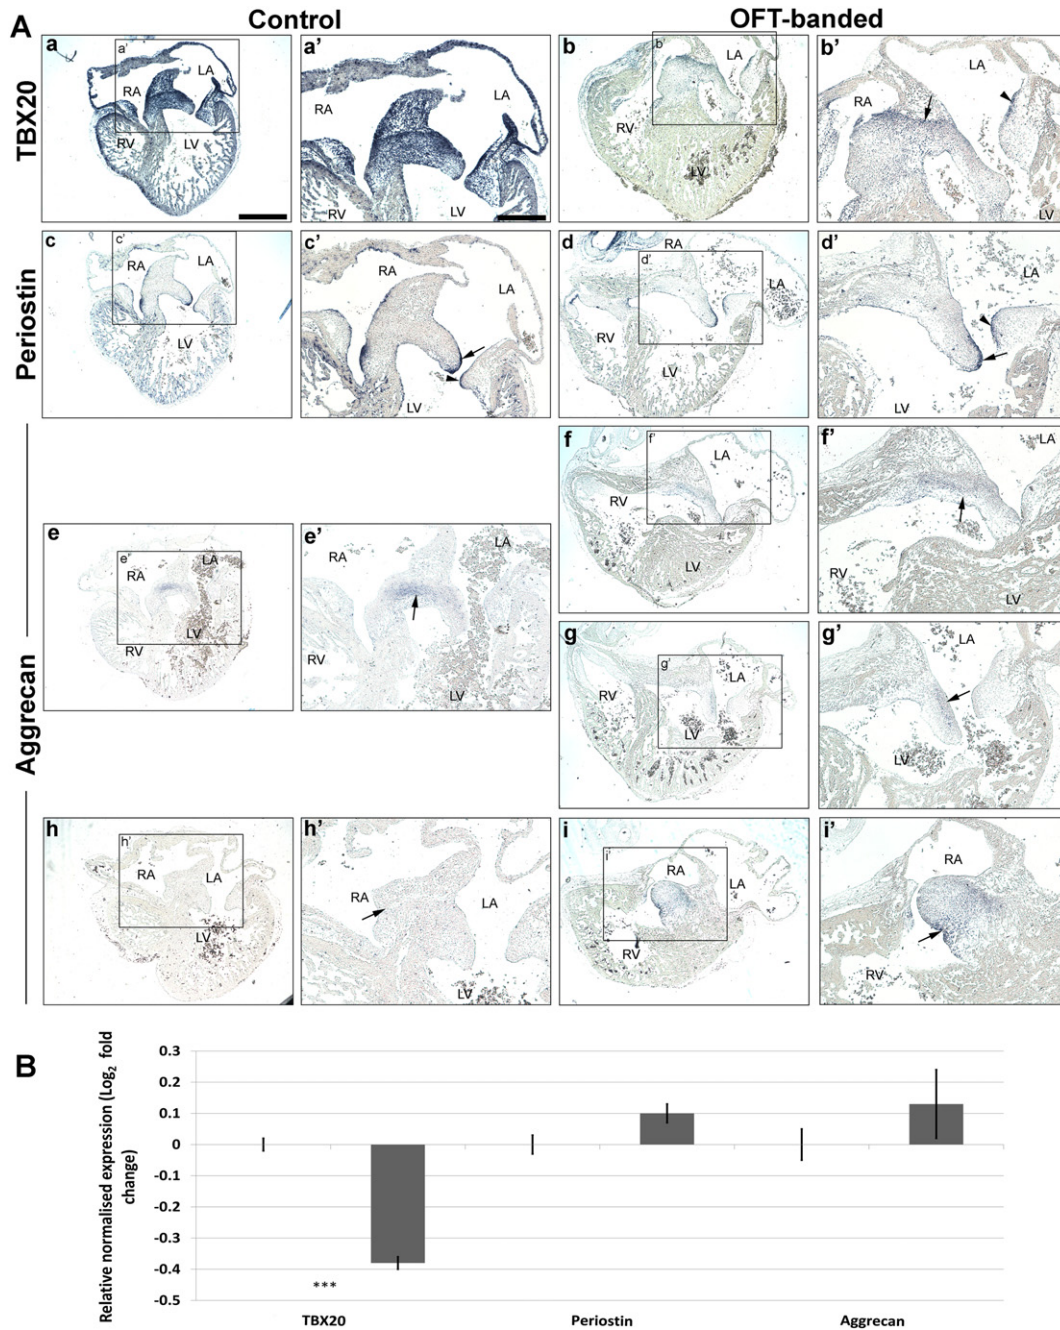 Control
OFT-banded
A
TBX20
a
a'
RA
LA
RV
LV
a'
RA
LA
RV
LV
b
b'
LA
RV
LV
b'
RA
LA
LV
Periostin
c
c'
RA
LA
LV
c'
RA
LA
LV
d
RA
d'
LA
RV
LV
d'
LA
LV
Aggrecan
f
f'
LA
RV
LV
f'
LA
RV
LV
e
e'
LA
RA
LV
RV
e'
LA
RA
RV
LV
g
g'
LA
RV
LV
g'
LA
LV
h
h'
RA
LA
LV
h'
RA
LA
LV
i
i'
RA
LA
RV
i'
RA
RV
B
Relative normalised expression (Log2 fold change)
0.3
0.2
0.1
0
-0.1
-0.2
-0.3
-0.4
-0.5
***
TBX20
Periostin
Aggrecan